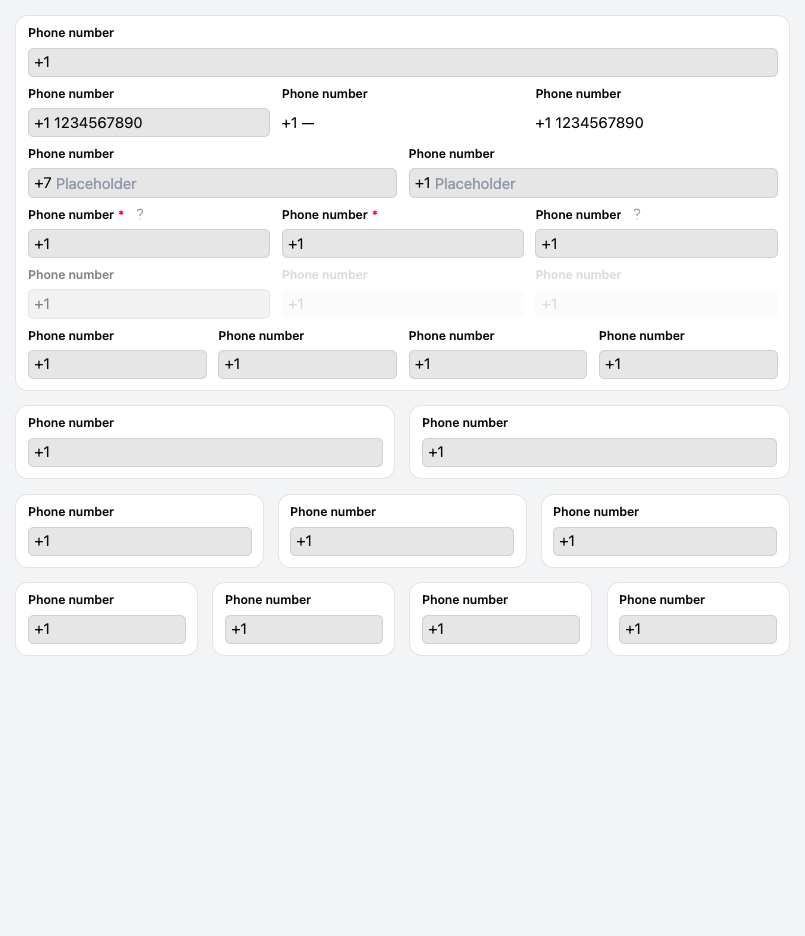 Phone number
+1
Phone number Phone number Phone number
+1 1234567890 +1 — +1 1234567890
Phone number Phone number
+7 Placeholder +1 Placeholder
Phone number * ? Phone number * Phone number ?
+1 +1 +1
Phone number Phone number Phone number
+1 +1 +1
Phone number Phone number Phone number Phone number
+1 +1 +1 +1
Phone number Phone number
+1 +1
Phone number Phone number Phone number
+1 +1 +1
Phone number Phone number Phone number Phone number
+1 +1 +1 +1